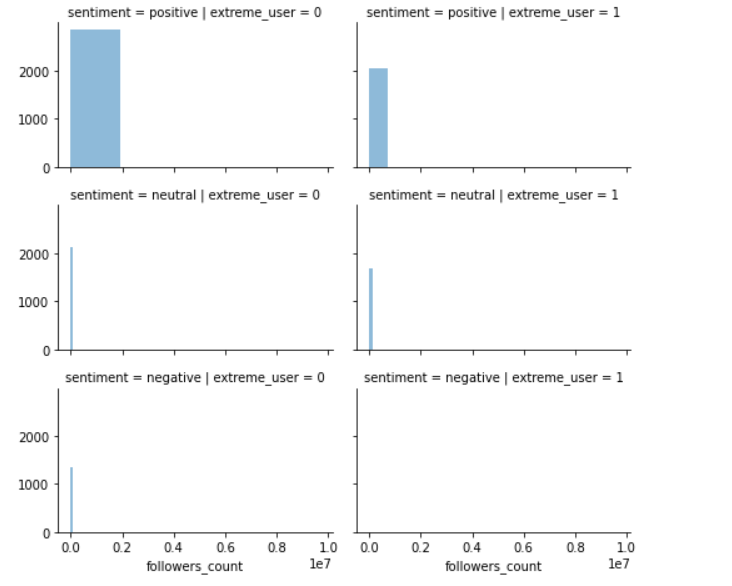 sentiment = positive | extreme_user = 0
sentiment = positive | extreme_user = 1
2000
1000
0
sentiment = neutral | extreme_user = 0
sentiment = neutral | extreme_user = 1
2000
1000
0
sentiment = negative | extreme_user = 0
sentiment = negative | extreme_user = 1
2000
1000
0
0.0 0.2 0.4 0.6 0.8 1.0
1e7
followers_count
0.0 0.2 0.4 0.6 0.8 1.0
1e7
followers_count